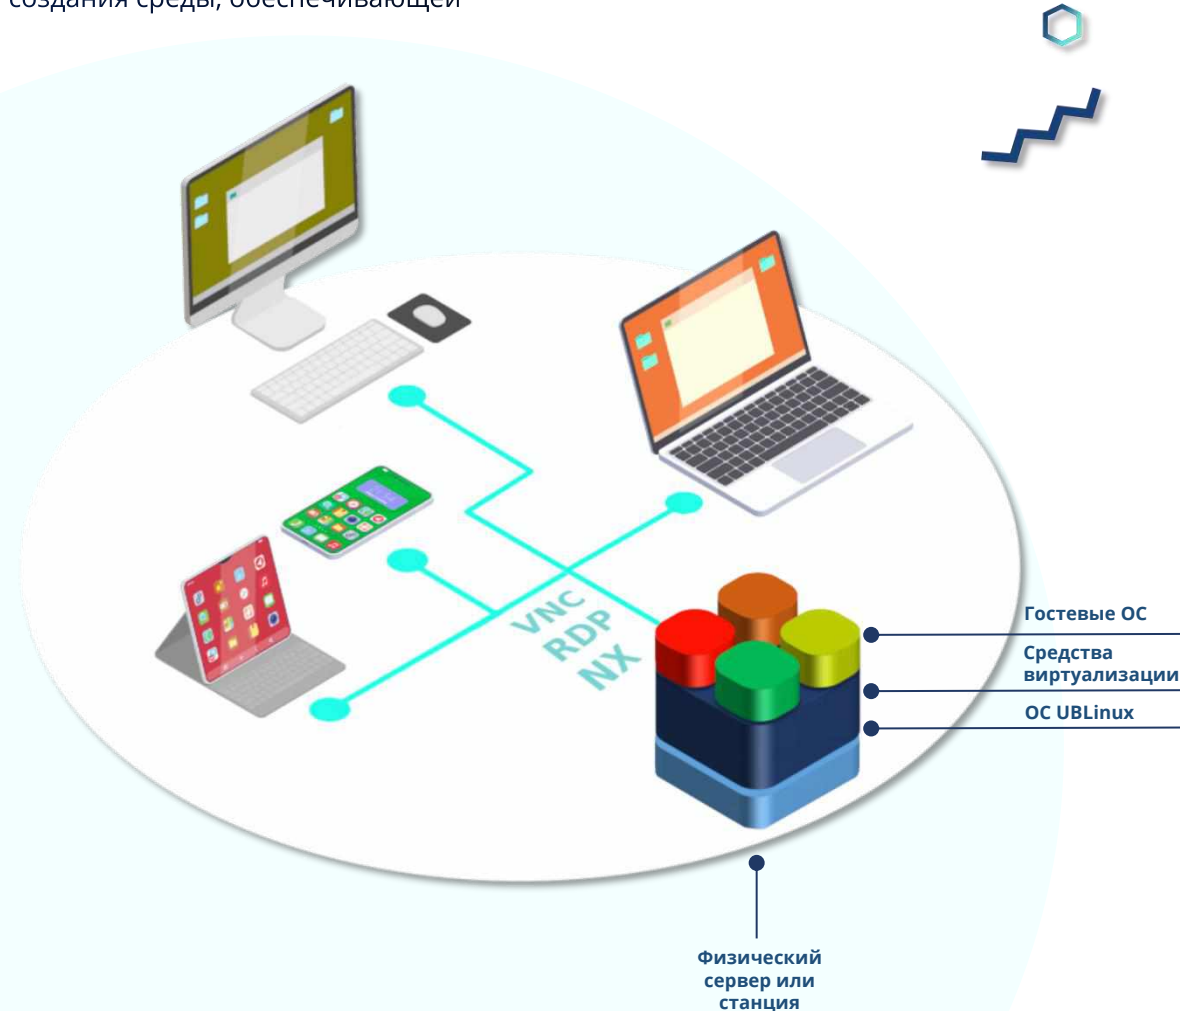 создания среды, обеспечивающей
VNC
RDP
NX
Гостевые ОС
Средства
виртуализации
ОС UBLinux
Физический
сервер или
станция